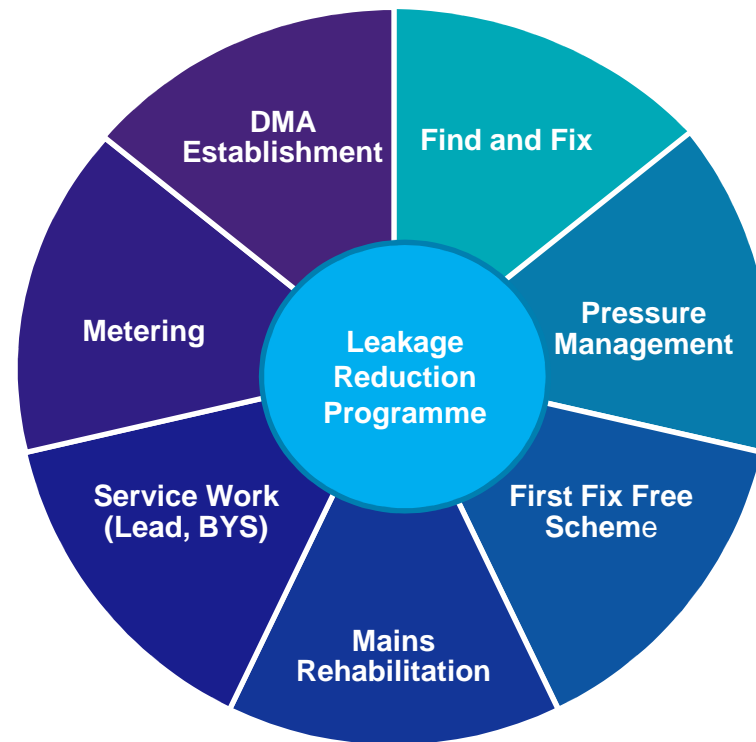 DMA
Establishment
Find and Fix
Pressure
Management
First Fix Free
Scheme
Mains
Rehabilitation
Service Work
(Lead, BYS)
Metering
Leakage
Reduction
Programme